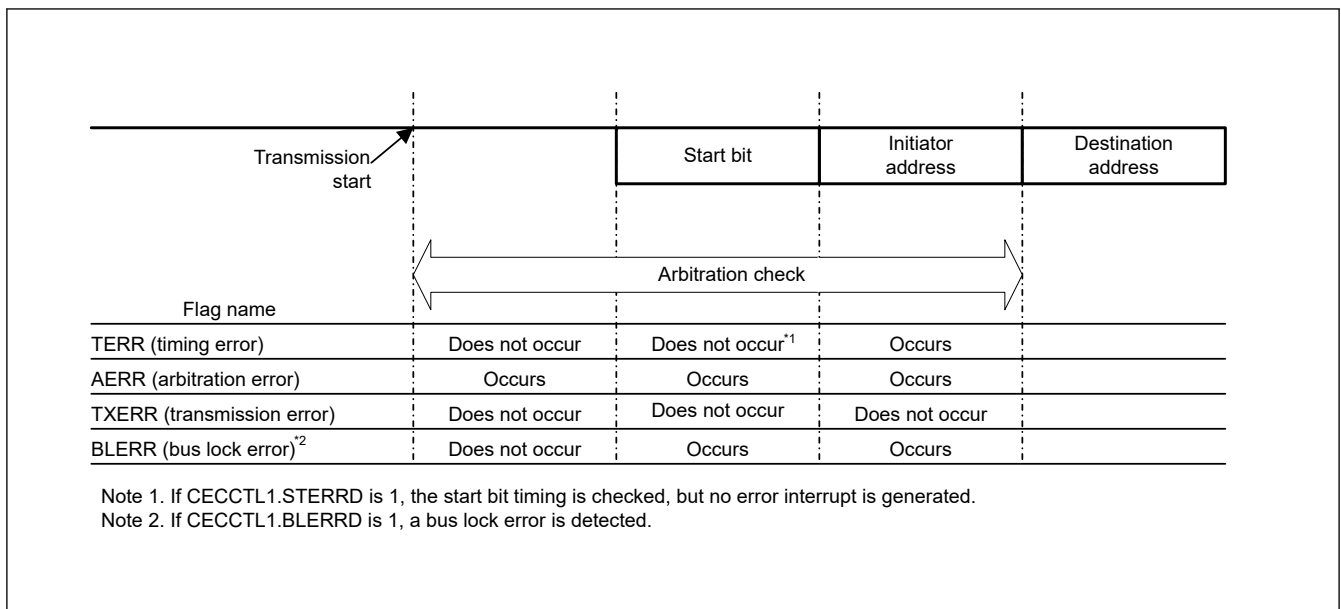 Transmission
start
Start bit
Initiator
address
Destination
address
Arbitration check
Flag name
TERR (timing error) Does not occur Does not occur*1 Occurs
AERR (arbitration error) Occurs Occurs Occurs
TXERR (transmission error) Does not occur Does not occur Does not occur
BLERR (bus lock error)*2 Does not occur Occurs Occurs
Note 1. If CECCTL1.STERRD is 1, the start bit timing is checked, but no error interrupt is generated.
Note 2. If CECCTL1.BLERRD is 1, a bus lock error is detected.